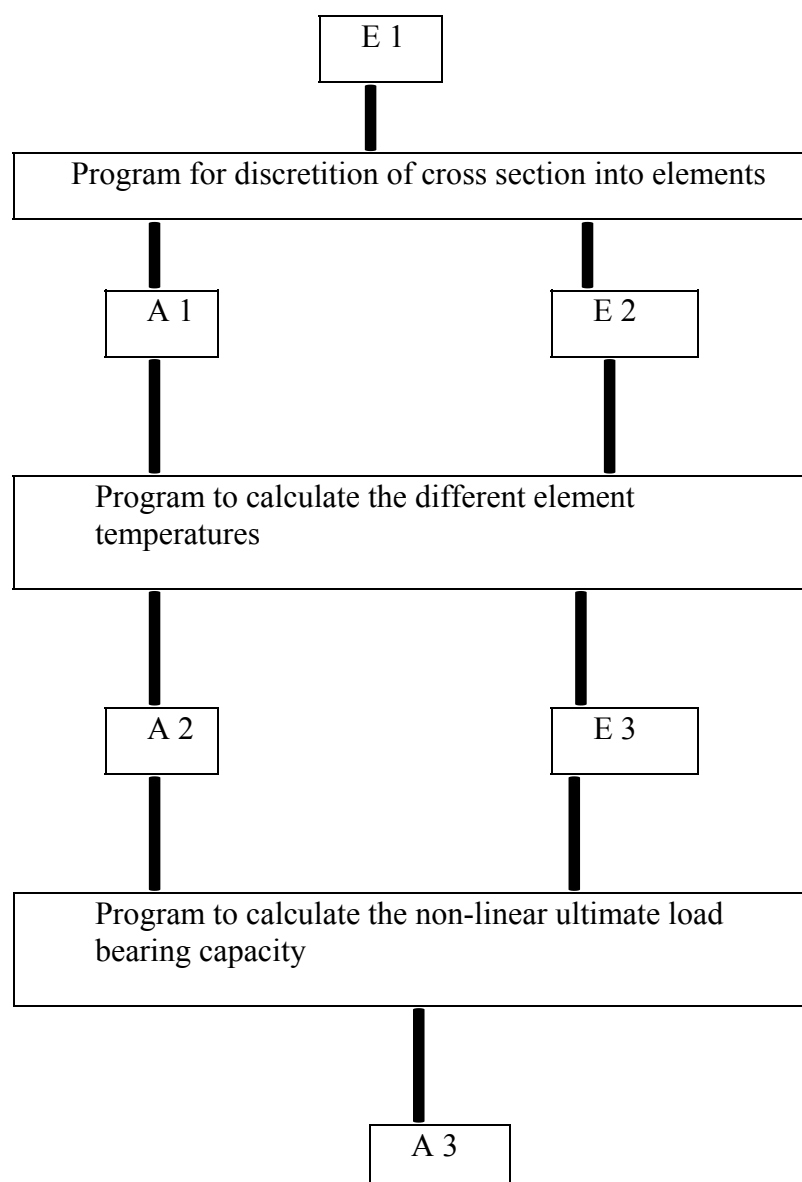 E 1
Program for discretition of cross section into elements
A 1
E 2
Program to calculate the different element
temperatures
A 2
E 3
Program to calculate the non-linear ultimate load
bearing capacity
A 3